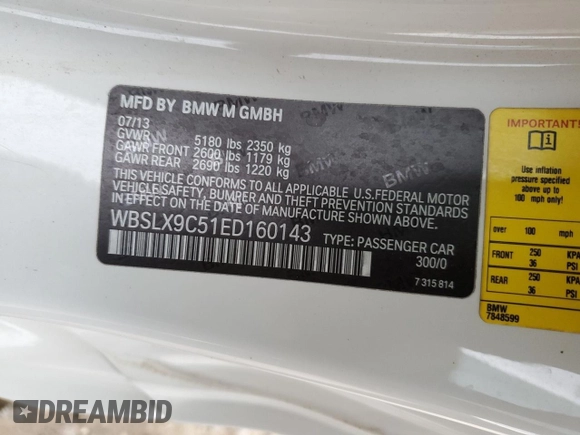 MFD BY BMW M GMBH
07/13
GVWR 5180 lbs 2350 kg
GAWR FRONT 2600 lbs 1179 kg
GAWR REAR 2690 lbs 1220 kg
THIS VEHICLE CONFORMS TO ALL APPLICABLE U.S.FEDERAL MOTOR
VEHICLE SAFETY, BUMPER AND THEFT PREVENTION STANDARDS
IN EFFECT ON THE DATE OF MANUFACTURE SHOWN ABOVE.
WBSLX9C51ED160143 TYPE: PASSENGER CAR
300/0
7 315 814
IMPORTANT!
i
Use inflation
pressure specified
above up to
100 mph only!
over 100 mph
FRONT 250 KPA
36 PSI
REAR 250 KPA
36 PSI
BMW
7848599
DREAMBID